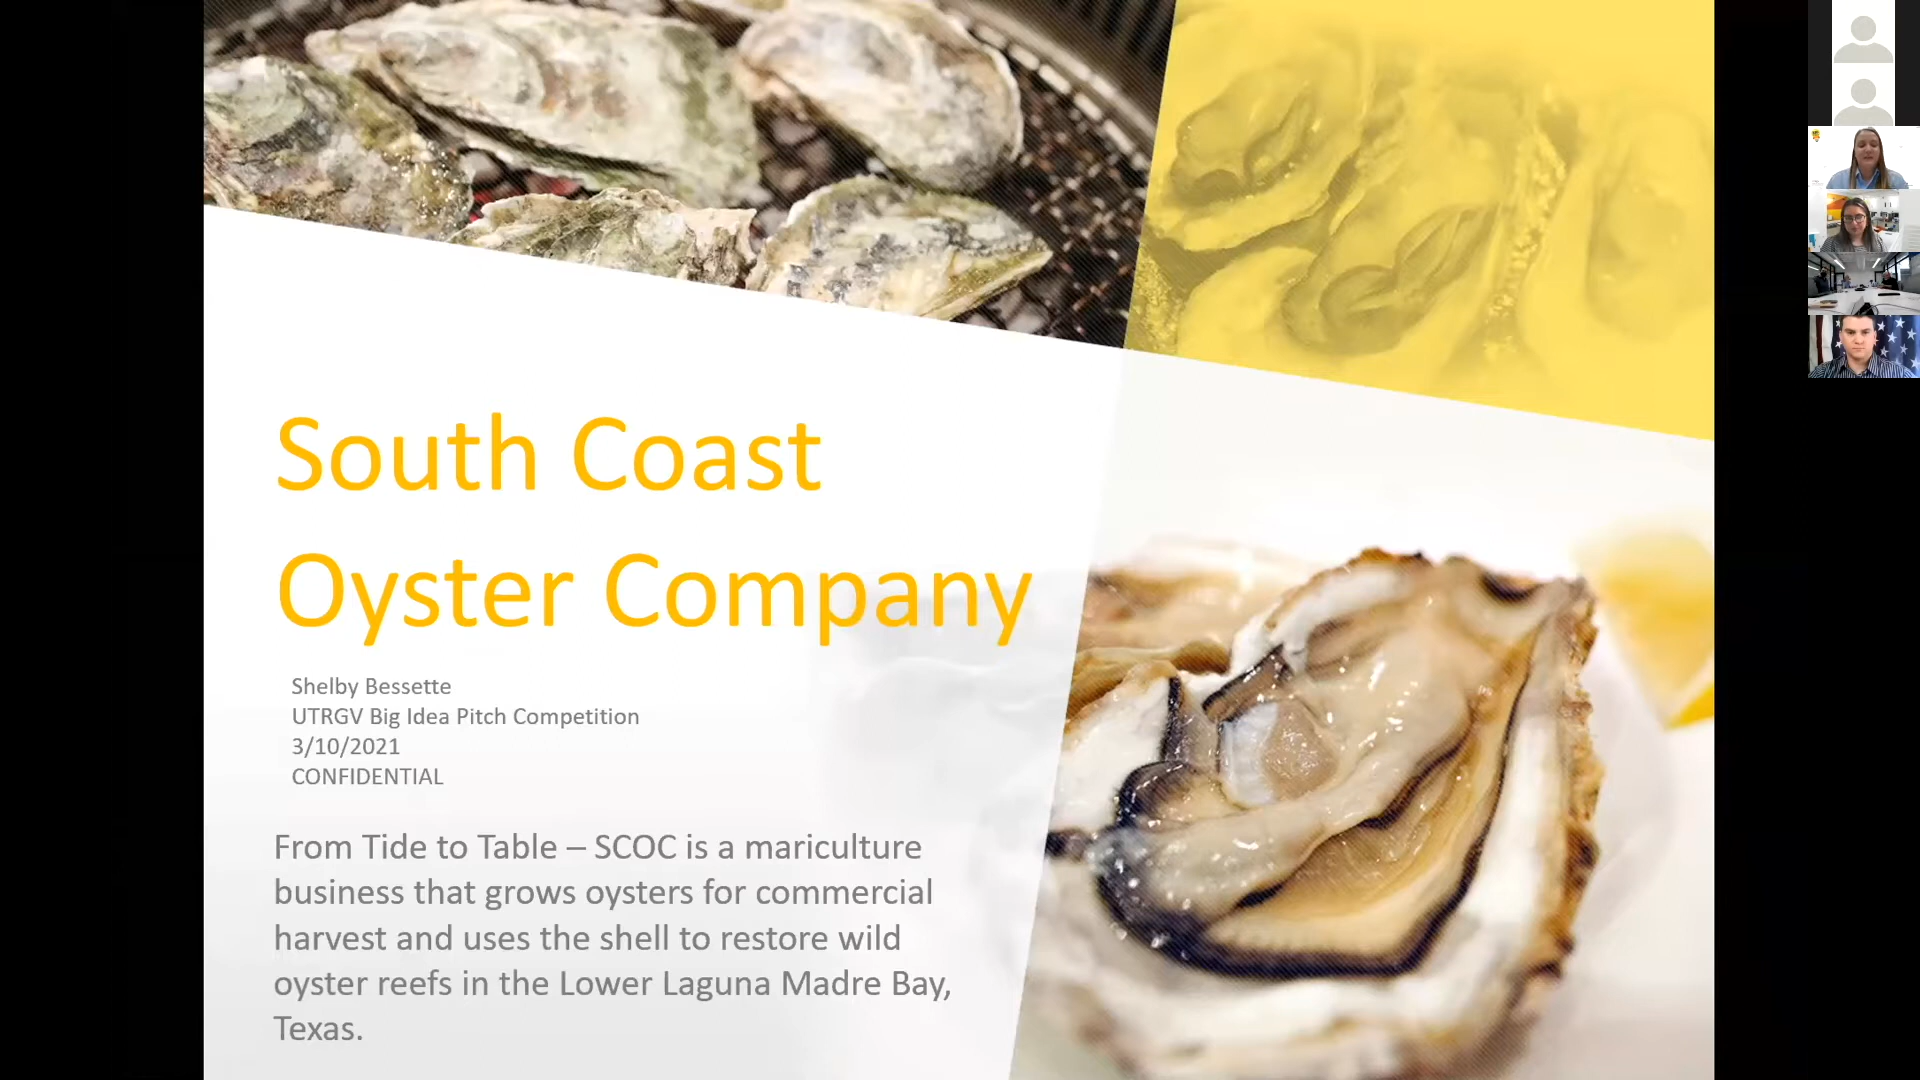 South Coast
Oyster Company
Shelby Bessette
UTRGV Big Idea Pitch Competition
3/10/2021
CONFIDENTIAL
From Tide to Table – SCOC is a mariculture
business that grows oysters for commercial
harvest and uses the shell to restore wild
oyster reefs in the Lower Laguna Madre Bay,
Texas.